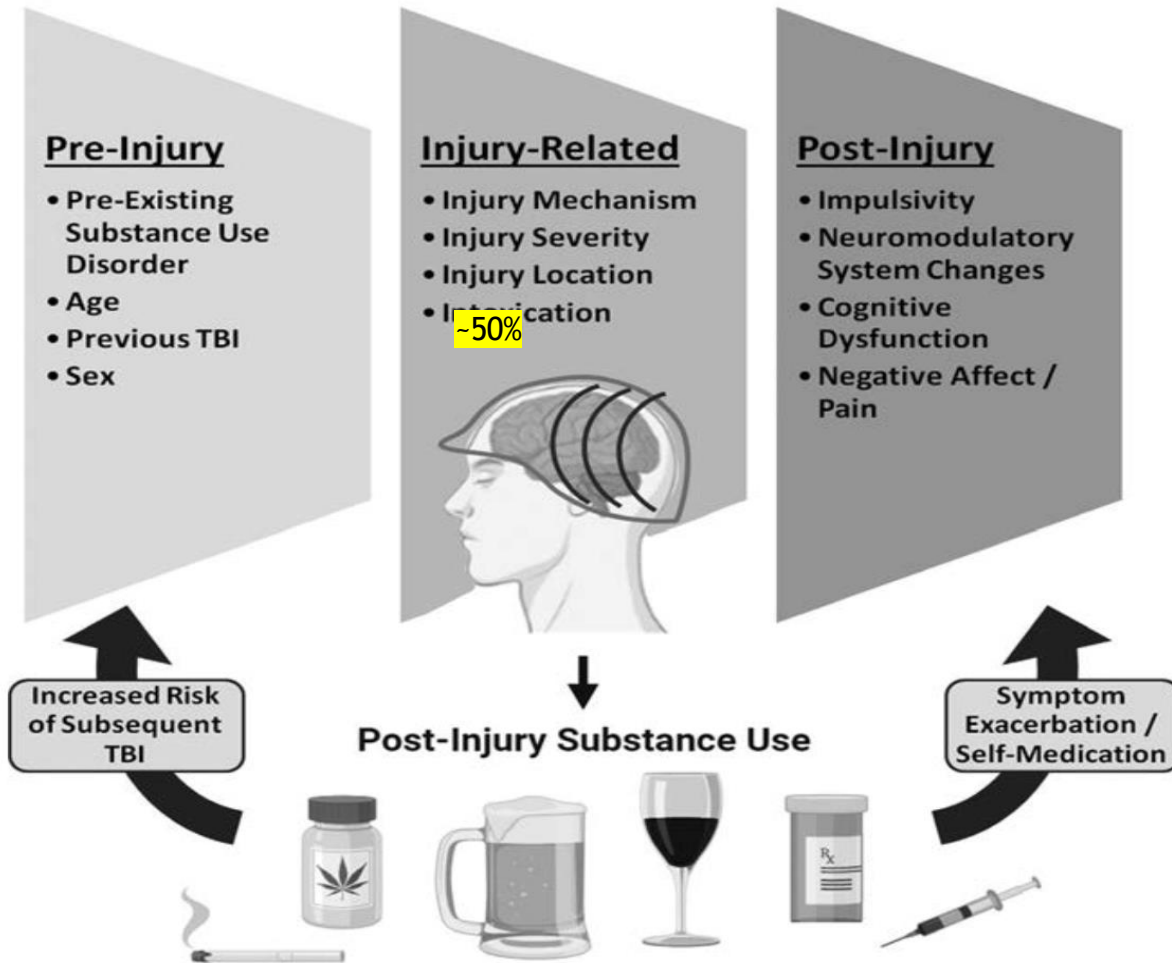 Pre-Injury
• Pre-Existing
Substance Use
Disorder
• Age
• Previous TBI
• Sex
Injury-Related
• Injury Mechanism
• Injury Severity
• Injury Location
• Intoxication
~50%
Post-Injury
• Impulsivity
• Neuromodulatory
System Changes
• Cognitive
Dysfunction
• Negative Affect /
Pain
Increased Risk
of Subsequent
TBI
Post-Injury Substance Use
Symptom
Exacerbation /
Self-Medication
Rx